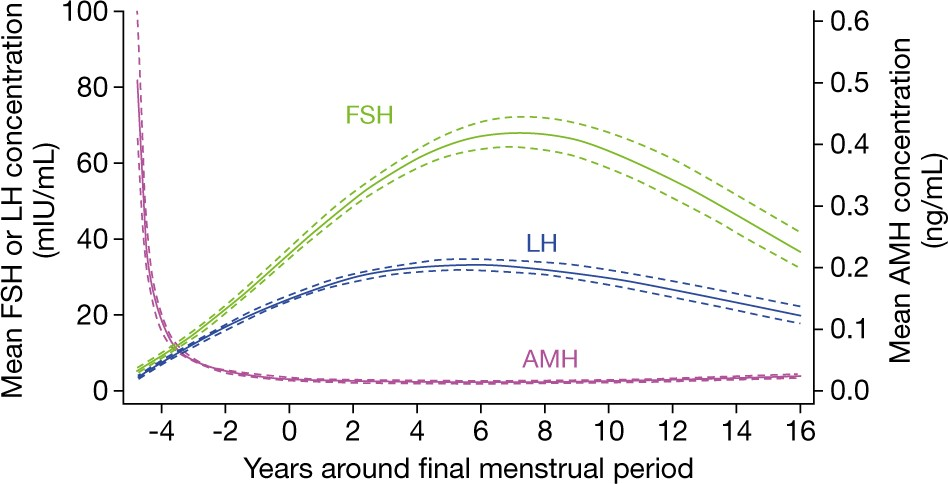 Mean FSH or LH concentration
(mIU/mL)
100
80
60
40
20
0
FSH
LH
AMH
0.6
0.5
0.4
0.3
0.2
0.1
0.0
Mean AMH concentration
(ng/mL)
-4 -2 0 2 4 6 8 10 12 14 16
Years around final menstrual period